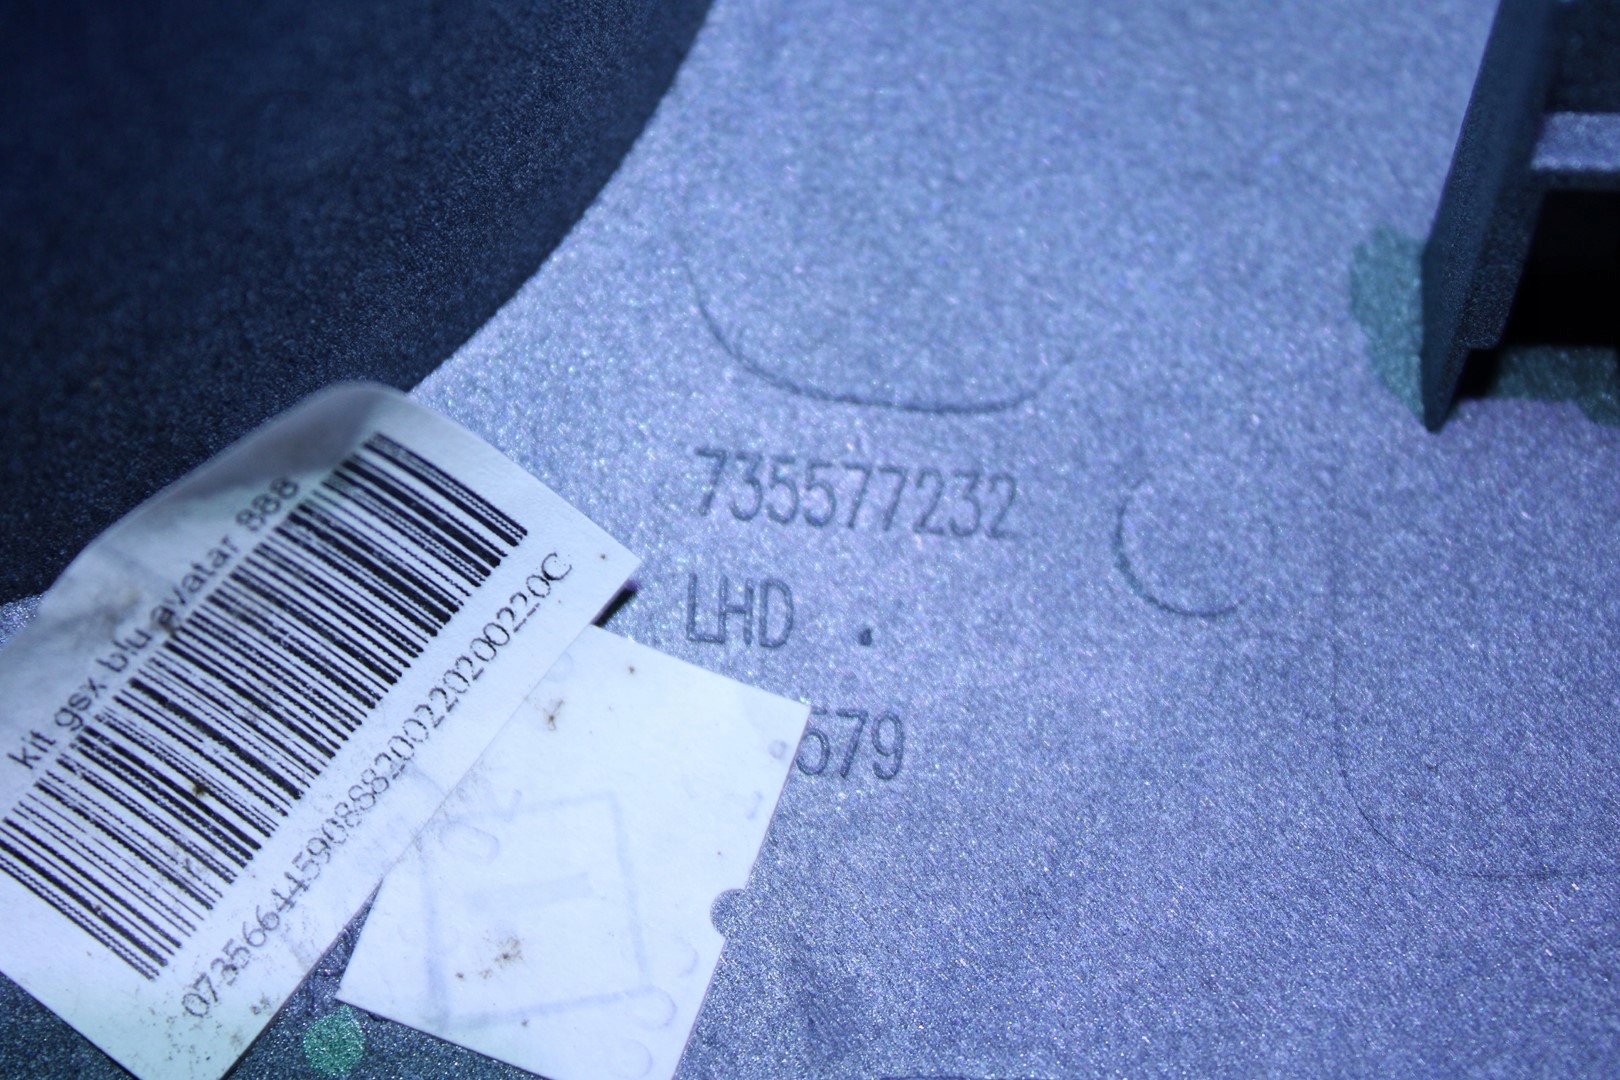 735577232
LHD .
579
kit gsx blu avatar 888
07356644590888200220200220C